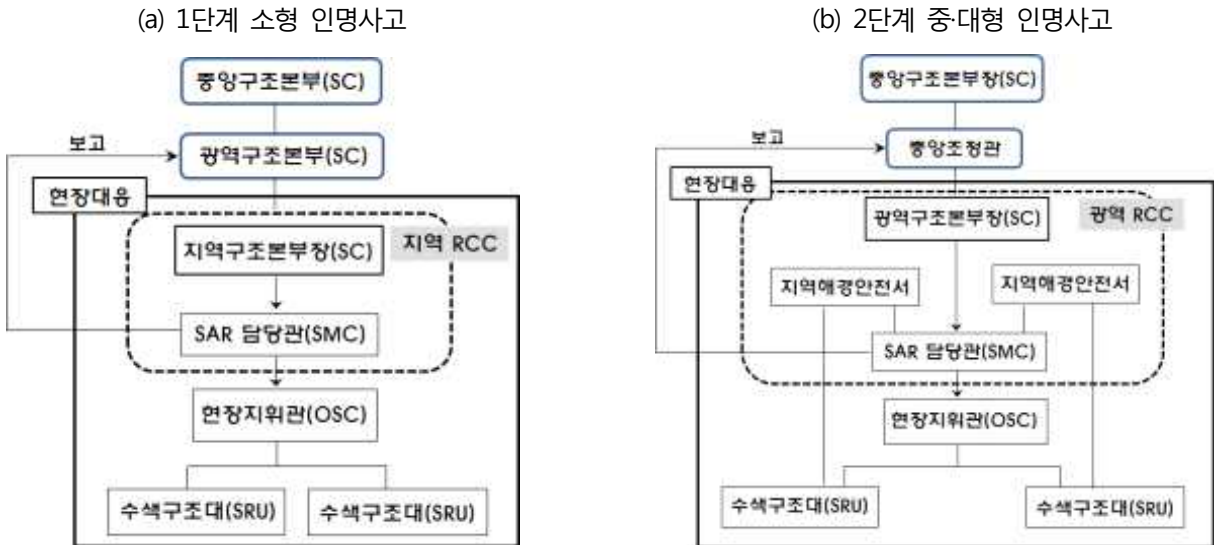 (a) 1단계 소형 인명사고
중앙구조본부(SC)
보고
광역구조본부(SC)
현장대응
지역구조본부장(SC)
지역 RCC
SAR 담당관(SMC)
현장지휘관(OSC)
수색구조대(SRU)
수색구조대(SRU)
(b) 2단계 중·대형 인명사고
중앙구조본부장(SC)
보고
중앙조정관
현장대응
광역구조본부장(SC)
광역 RCC
지역해경안전서
지역해경안전서
SAR 담당관(SMC)
현장지휘관(OSC)
수색구조대(SRU)
수색구조대(SRU)